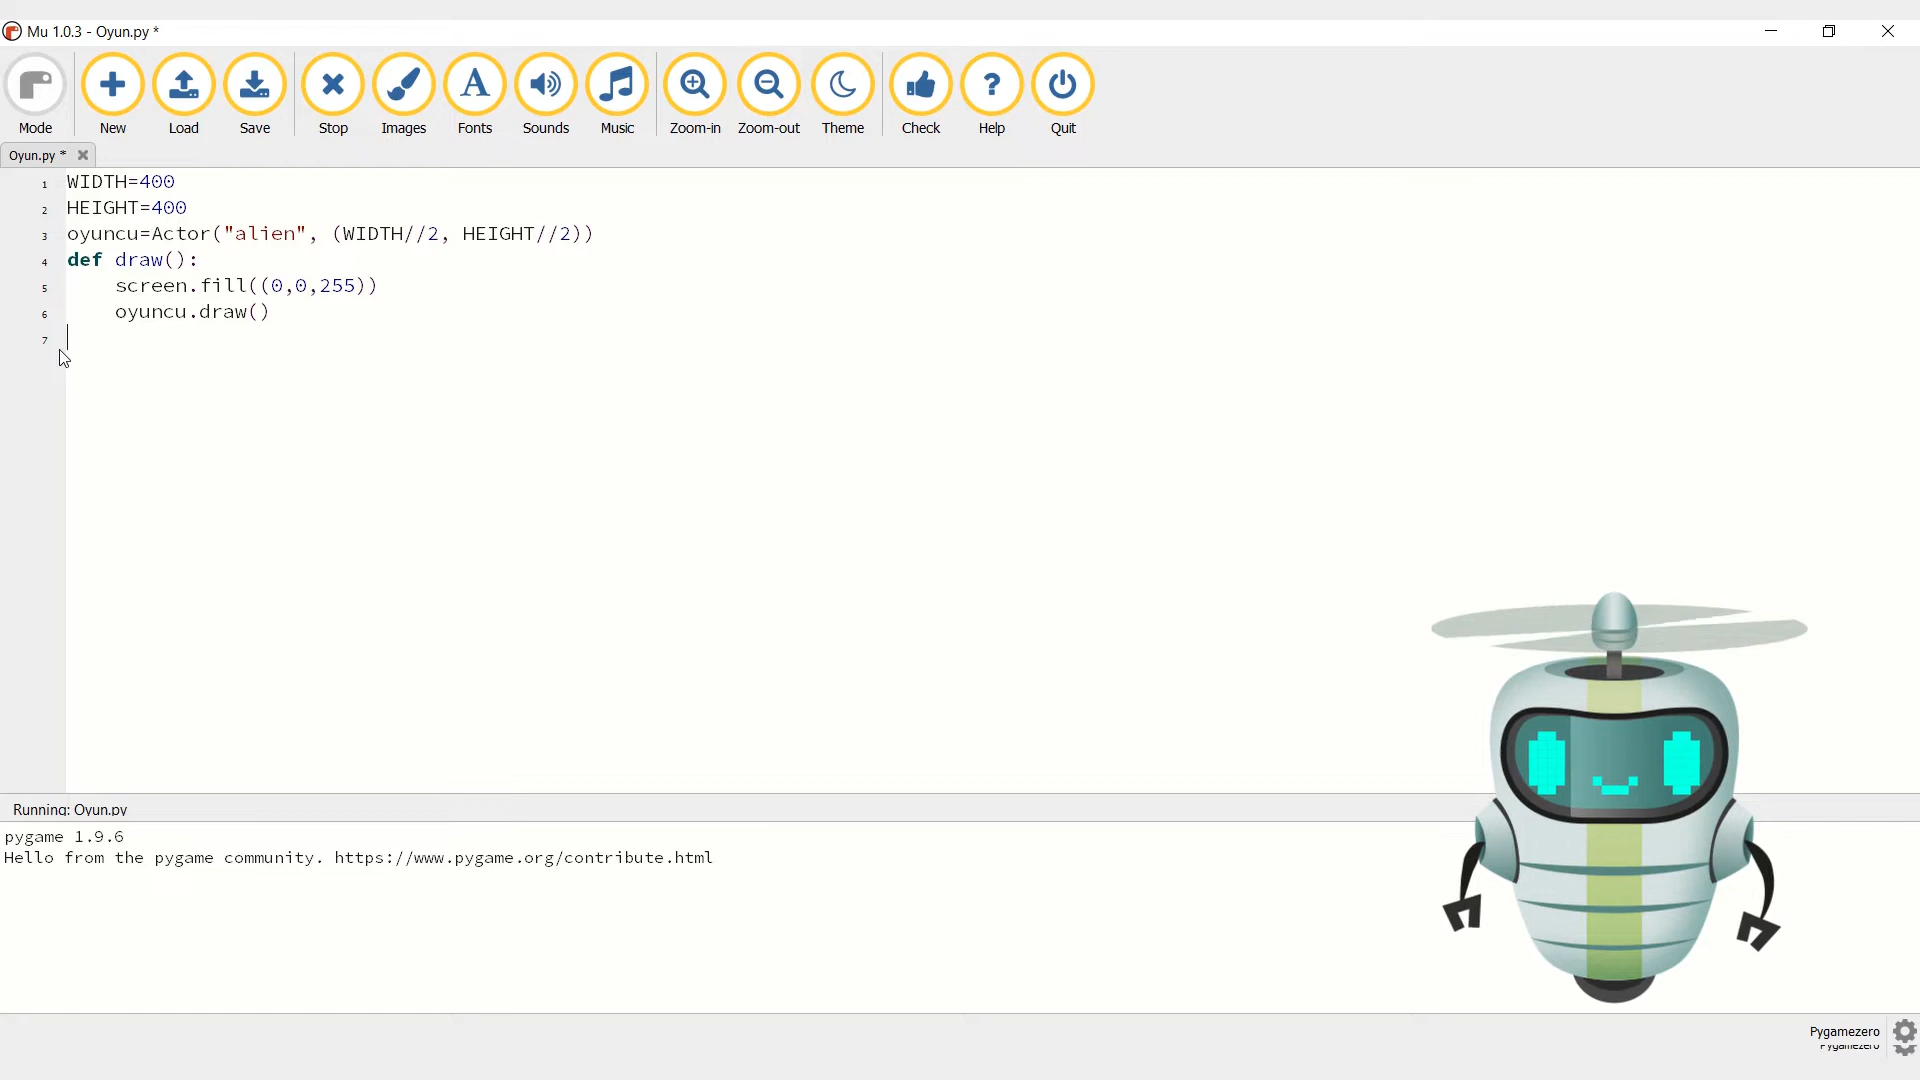 Mu 1.0.3 - Oyun.py *
Mode New Load Save Stop Images Fonts Sounds Music Zoom-in Zoom-out Theme Check Help Quit
Oyun.py *
1 WIDTH=400
2 HEIGHT=400
3 oyuncu=Actor("alien", (WIDTH//2, HEIGHT//2))
4 def draw():
5     screen.fill((0,0,255))
6     oyuncu.draw()
7
Running: Oyun.py
pygame 1.9.6
Hello from the pygame community. https://www.pygame.org/contribute.html
Pygamezero
Pygamezero